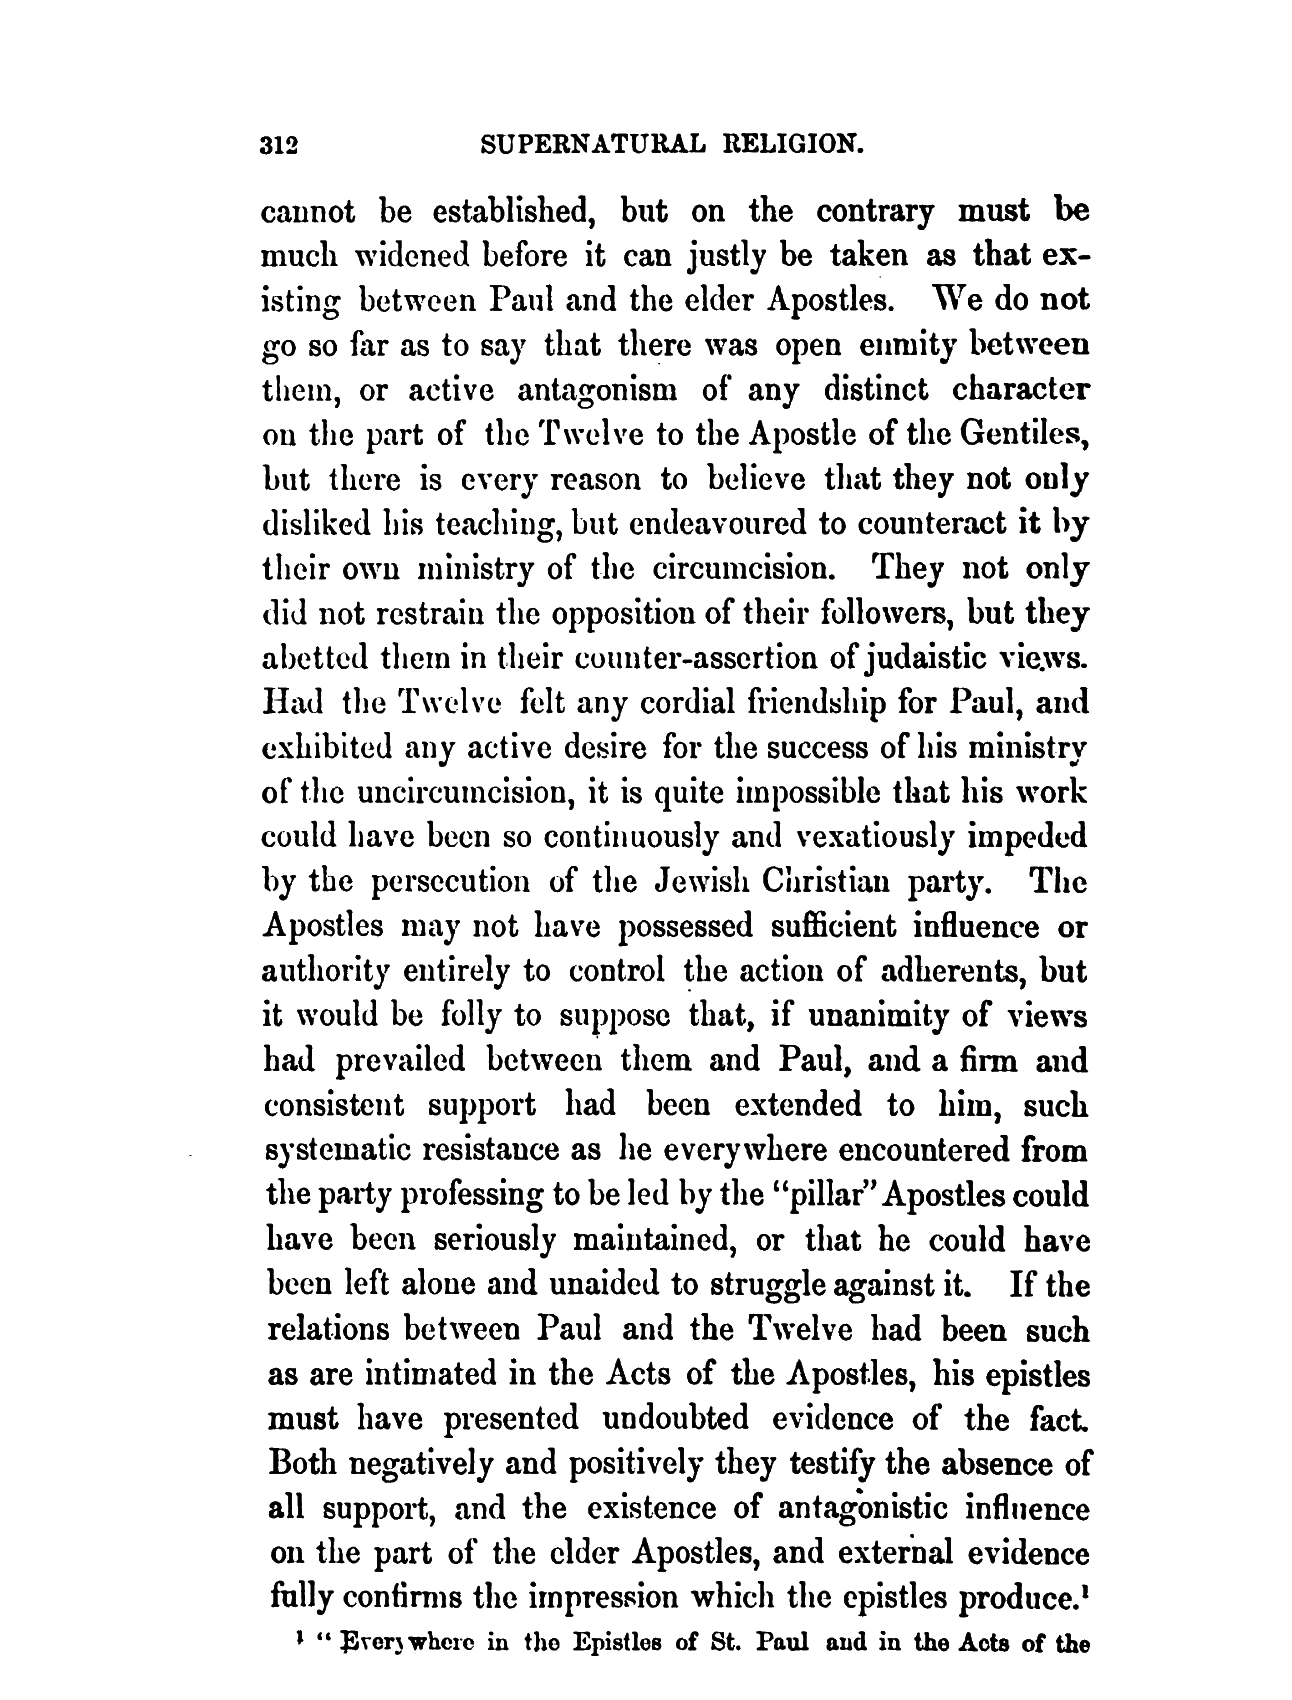 312 SUPERNATURAL RELIGION.
cannot be established, but on the contrary must be
much widened before it can justly be taken as that ex-
isting between Paul and the elder Apostles. We do not
go so far as to say that there was open enmity between
them, or active antagonism of any distinct character
on the part of the Twelve to the Apostle of the Gentiles,
but there is every reason to believe that they not only
disliked his teaching, but endeavoured to counteract it by
their own ministry of the circumcision. They not only
did not restrain the opposition of their followers, but they
abetted them in their counter-assertion of judaistic views.
Had the Twelve felt any cordial friendship for Paul, and
exhibited any active desire for the success of his ministry
of the uncircumcision, it is quite impossible that his work
could have been so continuously and vexatiously impeded
by the persecution of the Jewish Christian party. The
Apostles may not have possessed sufficient influence or
authority entirely to control the action of adherents, but
it would be folly to suppose that, if unanimity of views
had prevailed between them and Paul, and a firm and
consistent support had been extended to him, such
systematic resistance as he everywhere encountered from
the party professing to be led by the "pillar" Apostles could
have been seriously maintained, or that he could have
been left alone and unaided to struggle against it. If the
relations between Paul and the Twelve had been such
as are intimated in the Acts of the Apostles, his epistles
must have presented undoubted evidence of the fact.
Both negatively and positively they testify the absence of
all support, and the existence of antagonistic influence
on the part of the elder Apostles, and external evidence
fully confirms the impression which the epistles produce.¹
¹ " Everywhere in the Epistles of St. Paul and in the Acts of the